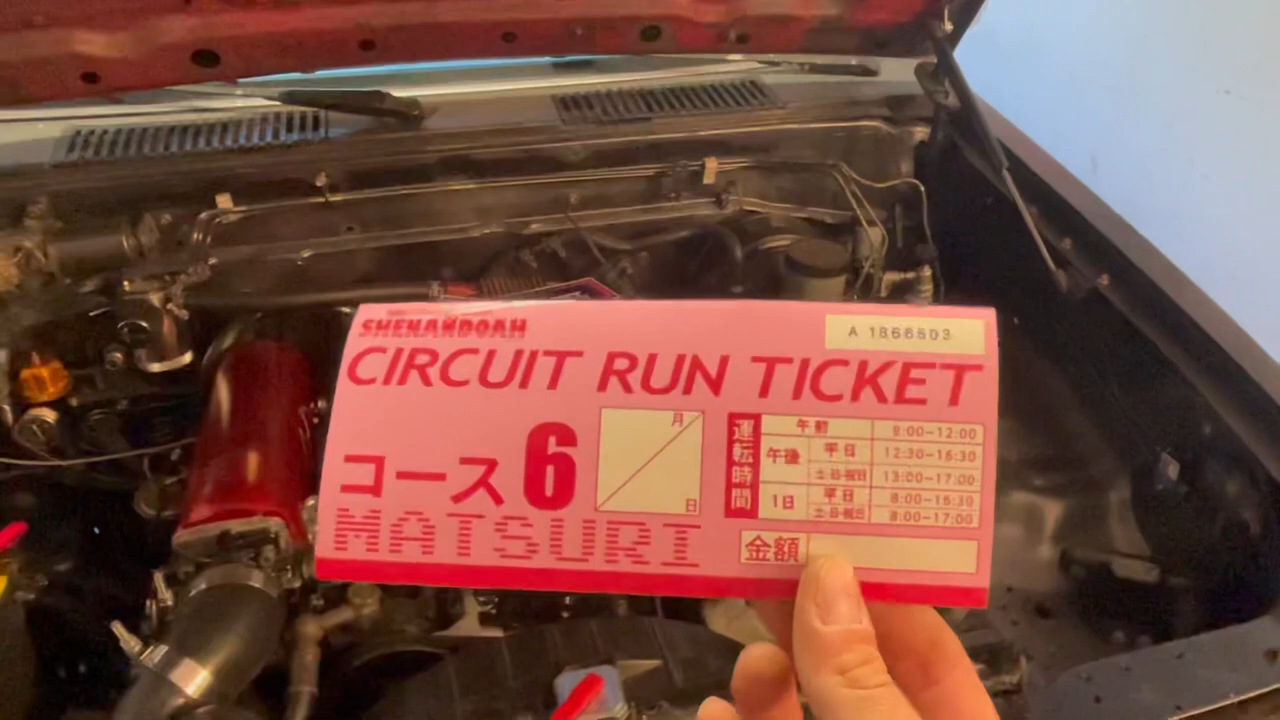 SHENANDOAH
A 1866803
CIRCUIT RUN TICKET
コース6
月
日
運転時間
午前 8:00-12:00
午後 平日 12:30-16:30
土日祝日 13:00-17:00
1日 平日 8:00-16:30
土日祝日 8:00-17:00
MATSURI
金額